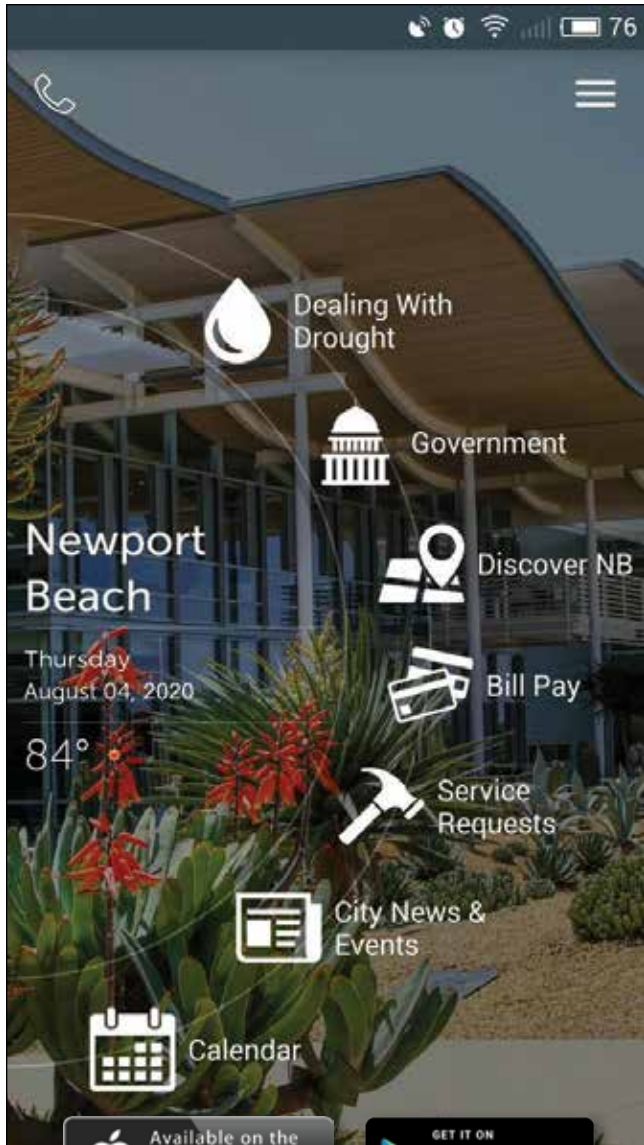 76
Dealing With
Drought
Government
Newport
Beach
Discover NB
Thursday
August 04, 2020
Bill Pay
84°
Service
Requests
City News &
Events
Calendar
Available on the
GET IT ON